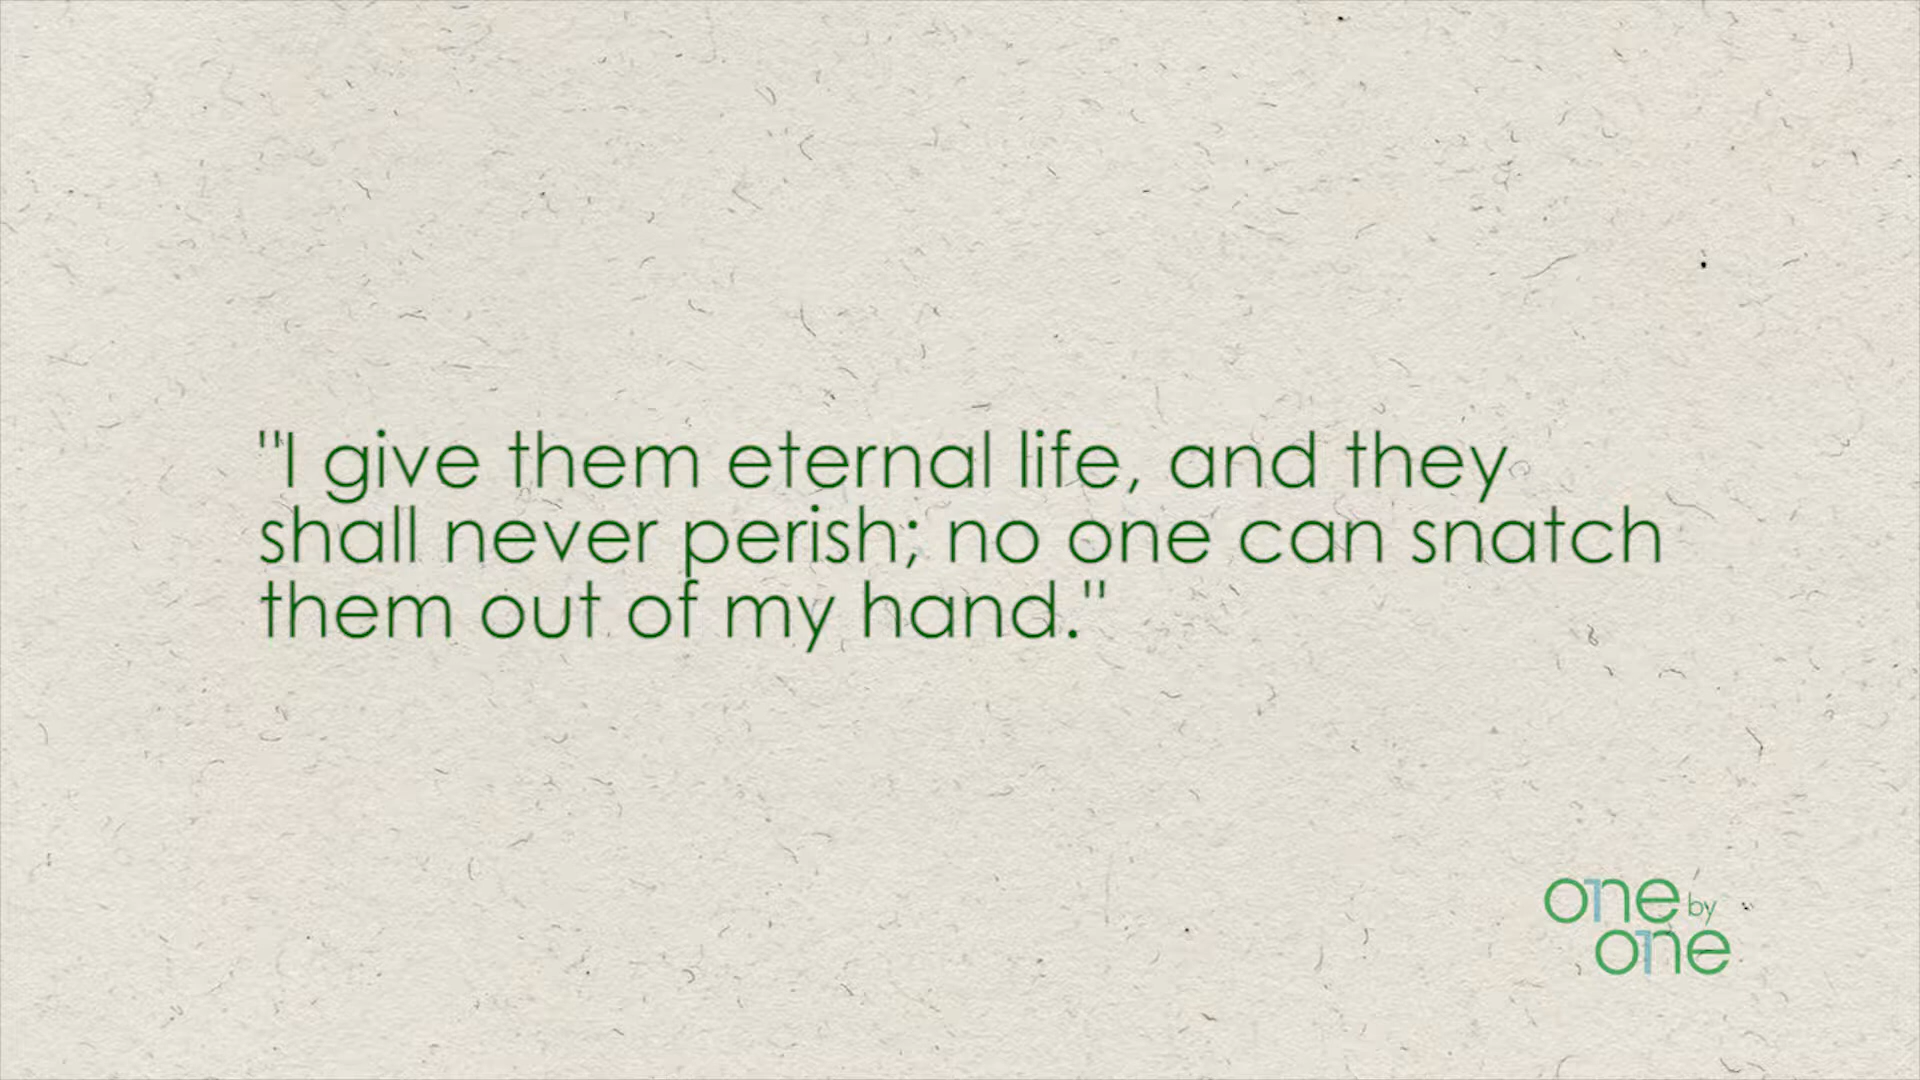 "I give them eternal life, and they
shall never perish; no one can snatch
them out of my hand."
one by
one